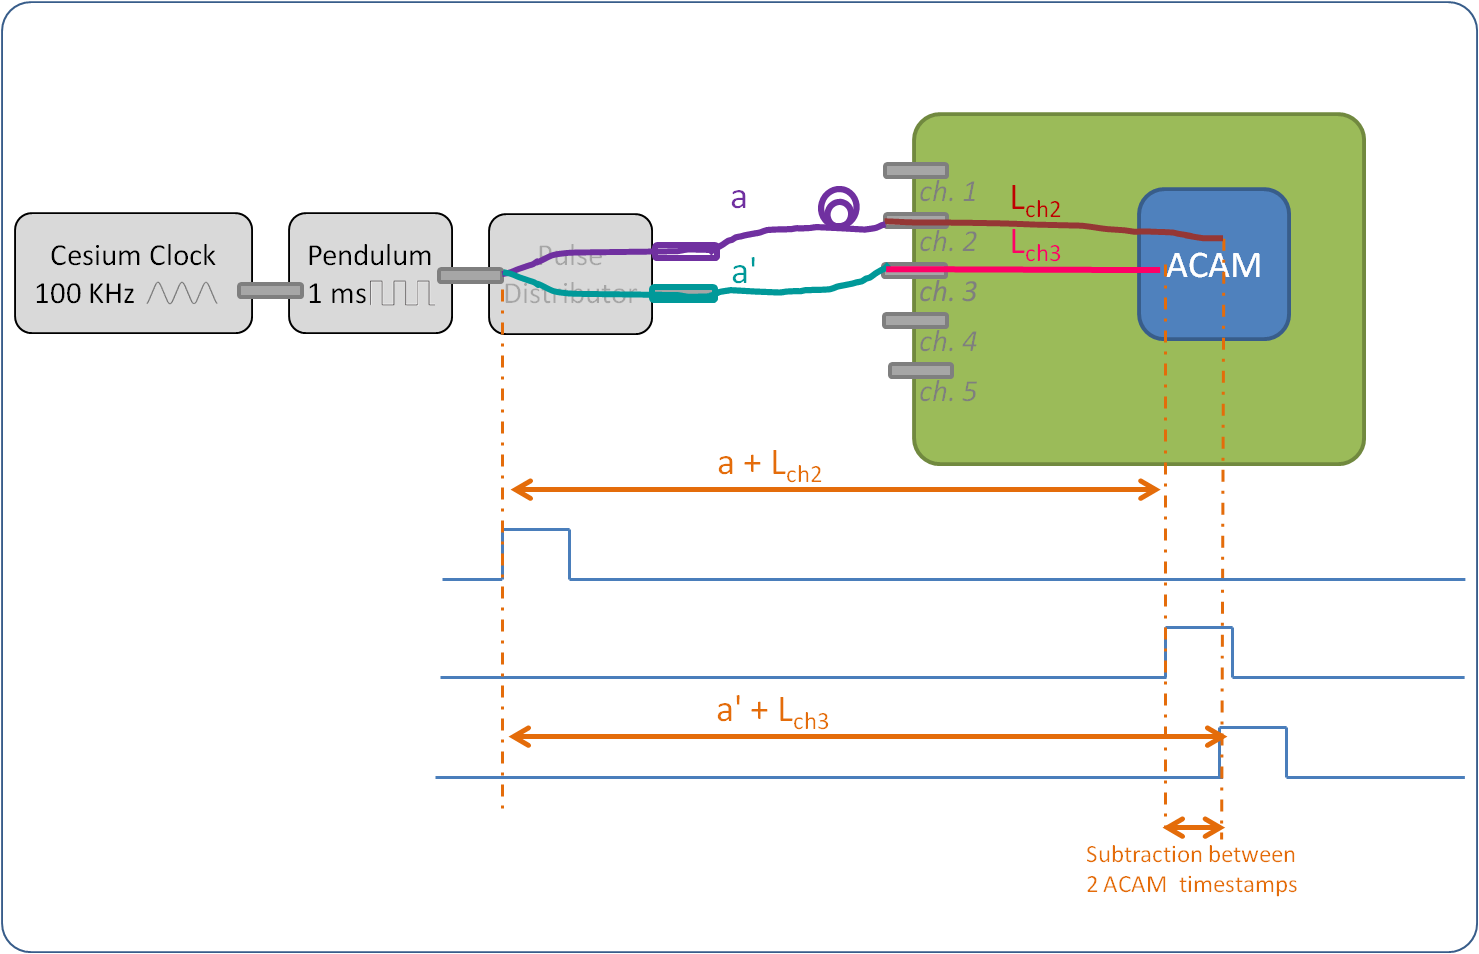 Cesium Clock
100 KHz
Pendulum
1 ms
Pulse
Distributor
a
a'
ch. 1
ch. 2
ch. 3
ch. 4
ch. 5
Lch2
Lch3
ACAM
a + Lch2
a' + Lch3
Subtraction between
2 ACAM timestamps